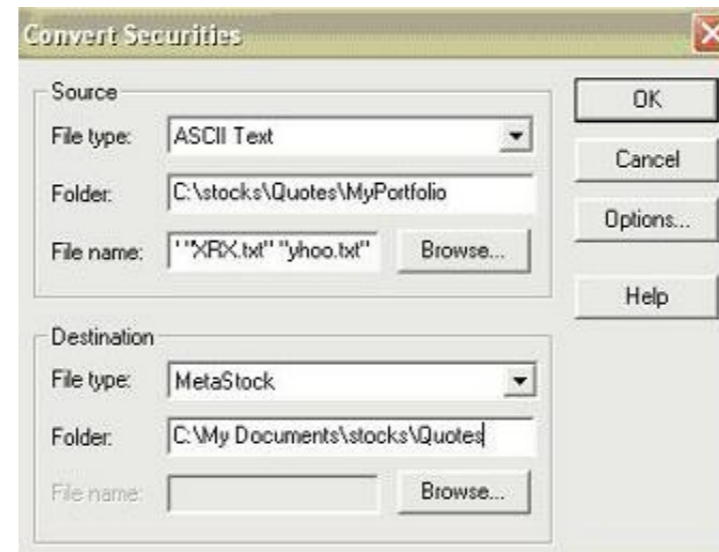 Convert Securities
Source
File type: ASCII Text
Folder: C:\stocks\Quotes\MyPortfolio
File name: ' "XRX.txt" "yhoo.txt" Browse...
Destination
File type: MetaStock
Folder: C:\My Documents\stocks\Quotes
File name: Browse...
OK
Cancel
Options...
Help